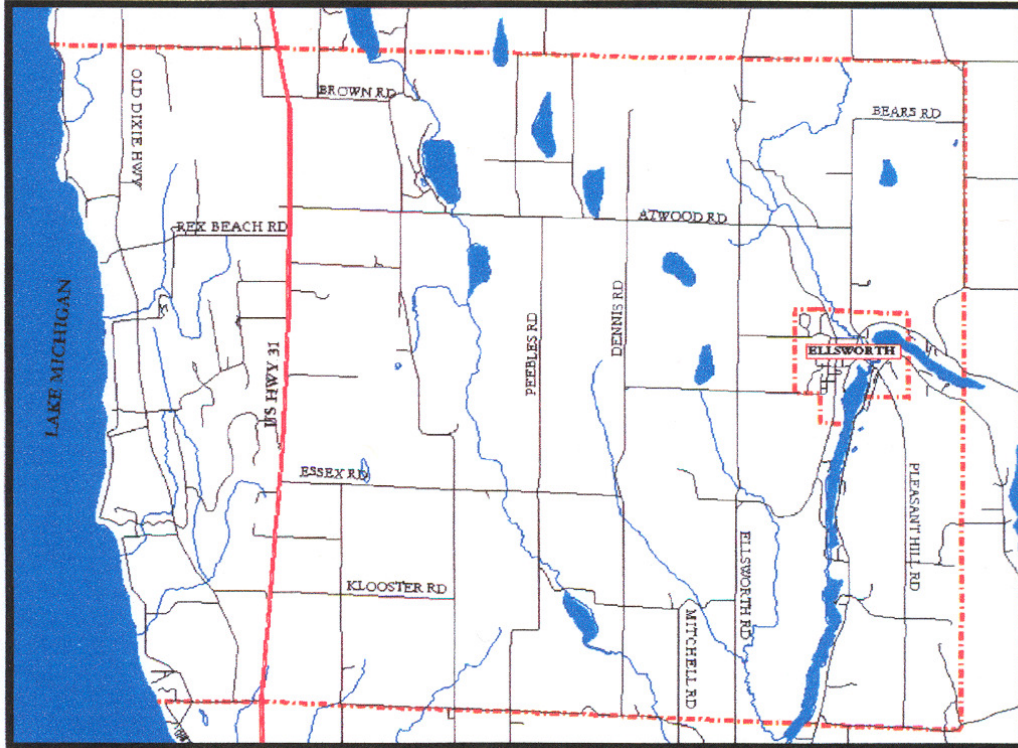 OLD DIXIE HWY
BROWN RD
BEARS RD
REX BEACH RD
ATWOOD RD
LAKE MICHIGAN
US HWY 31
PEEBLES RD
DENNIS RD
ELLSWORTH
ESSEX RD
PLEASANT HILL RD
ELLSWORTH RD
KLOOSTER RD
MITCHELL RD